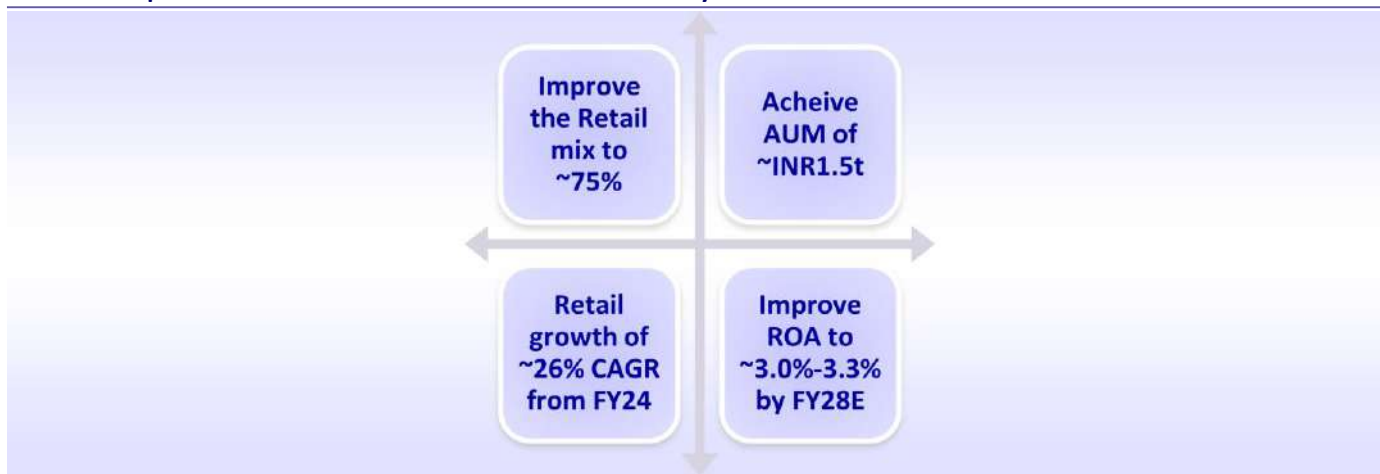 Improve
the Retail
mix to
~75%
Acheive
AUM of
~INR1.5t
Retail
growth of
~26% CAGR
from FY24
Improve
ROA to
~3.0%-3.3%
by FY28E